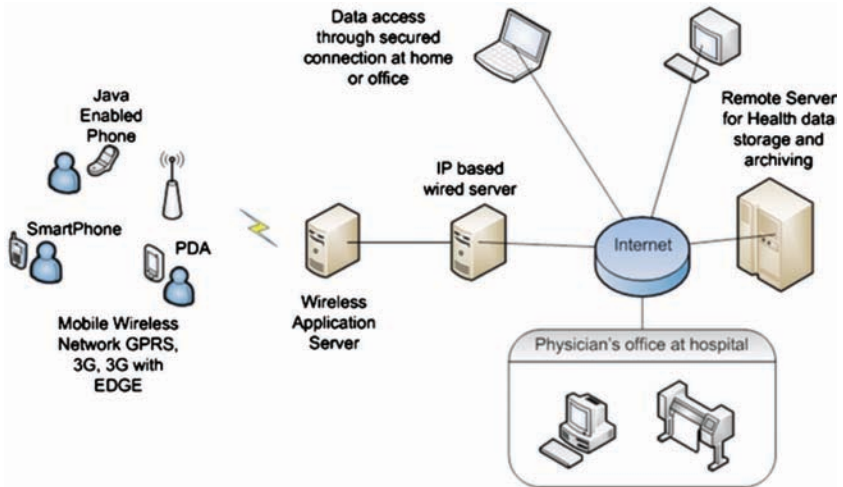 Data access
through secured
connection at home
or office
Java
Enabled
Phone
Remote Server
for Health data
storage and
archiving
IP based
wired server
SmartPhone
PDA
Internet
Wireless
Application
Server
Mobile Wireless
Network GPRS,
3G, 3G with
EDGE
Physician's office at hospital